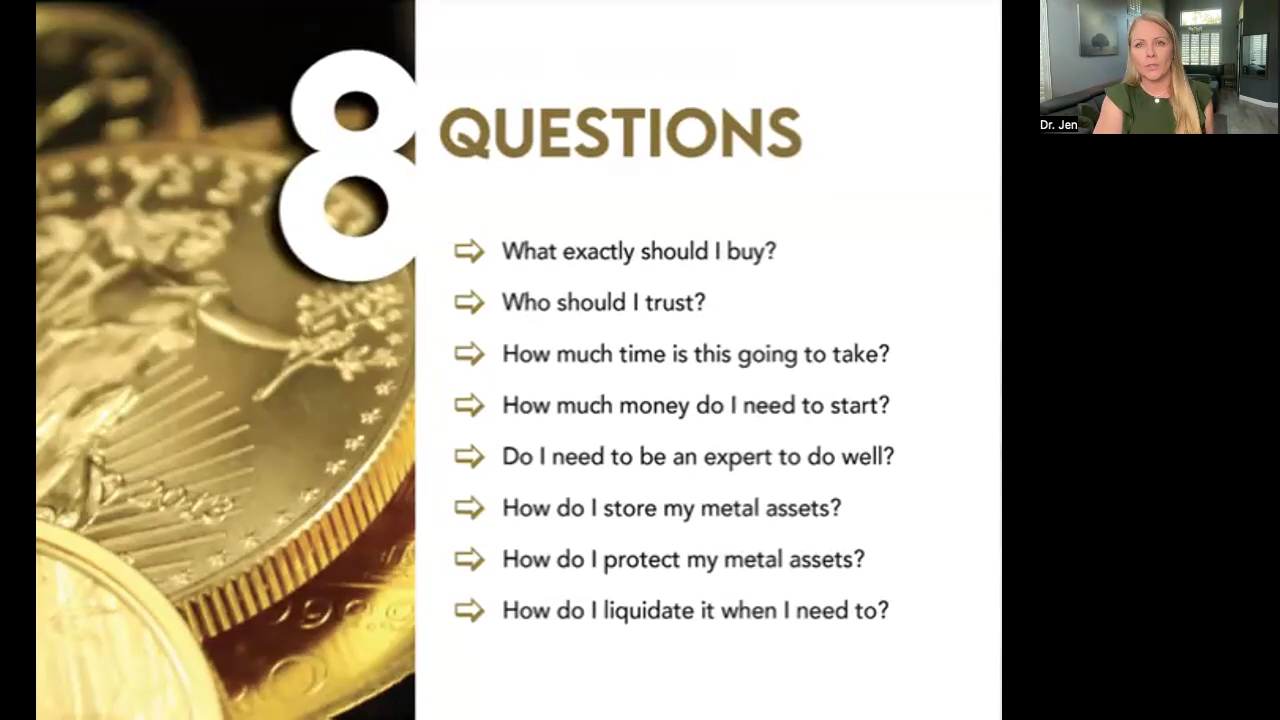 8
QUESTIONS
What exactly should I buy?
Who should I trust?
How much time is this going to take?
How much money do I need to start?
Do I need to be an expert to do well?
How do I store my metal assets?
How do I protect my metal assets?
How do I liquidate it when I need to?
Dr. Jen